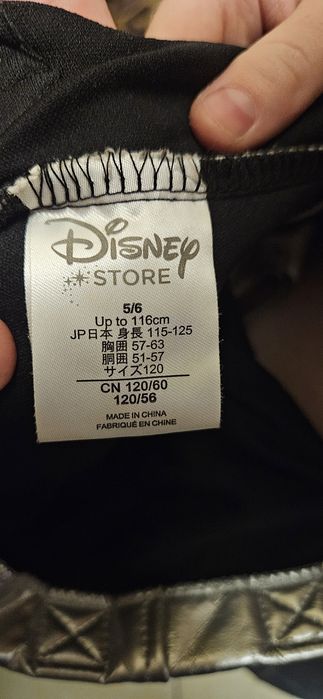 Disney
STORE
5/6
Up to 116cm
JP日本 身長 115-125
胸囲 57-63
胴囲 51-57
サイズ120
CN 120/60
120/56
MADE IN CHINA
FABRIQUÉ EN CHINE